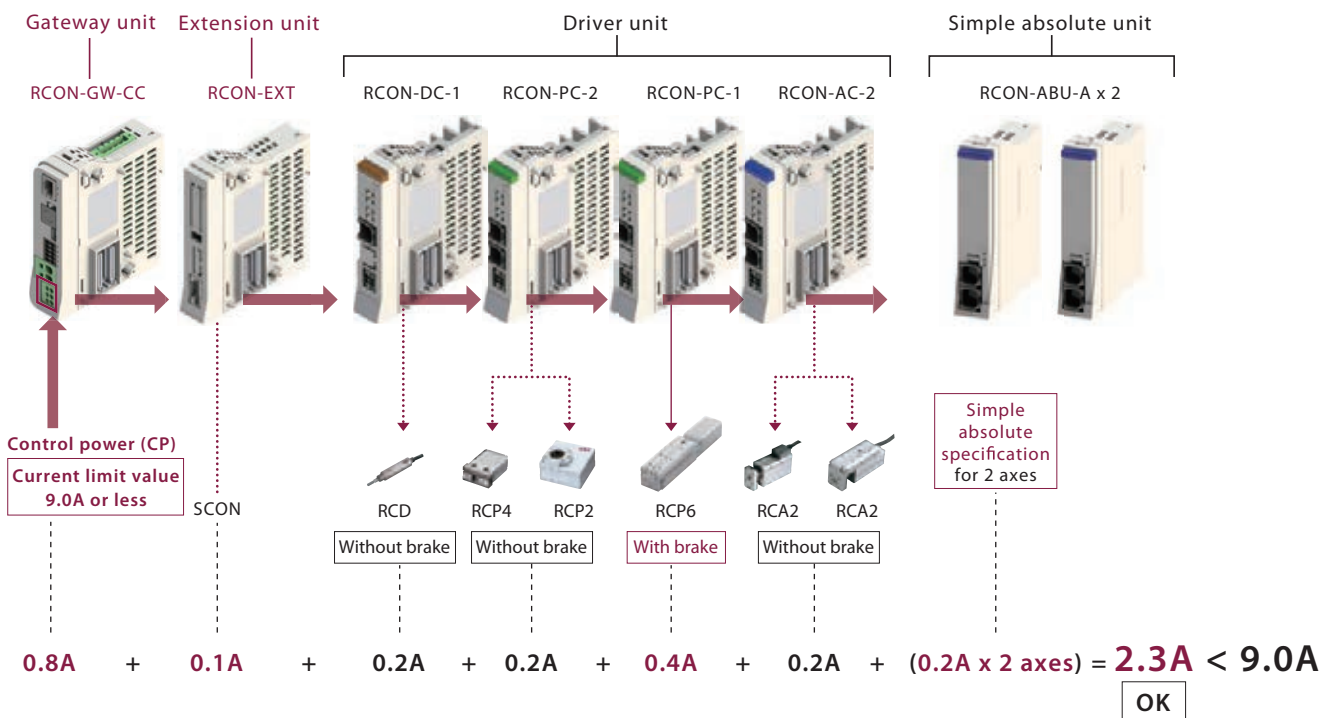 Gateway unit
Extension unit
Driver unit
Simple absolute unit
RCON-GW-CC
RCON-EXT
RCON-DC-1
RCON-PC-2
RCON-PC-1
RCON-AC-2
RCON-ABU-A x 2
Control power (CP)
Current limit value
9.0A or less
SCON
RCD
RCP4
RCP2
RCP6
RCA2
RCA2
Without brake
Without brake
With brake
Without brake
Simple
absolute
specification
for 2 axes
0.8A + 0.1A + 0.2A + 0.2A + 0.4A + 0.2A + (0.2A x 2 axes) = 2.3A < 9.0A
OK